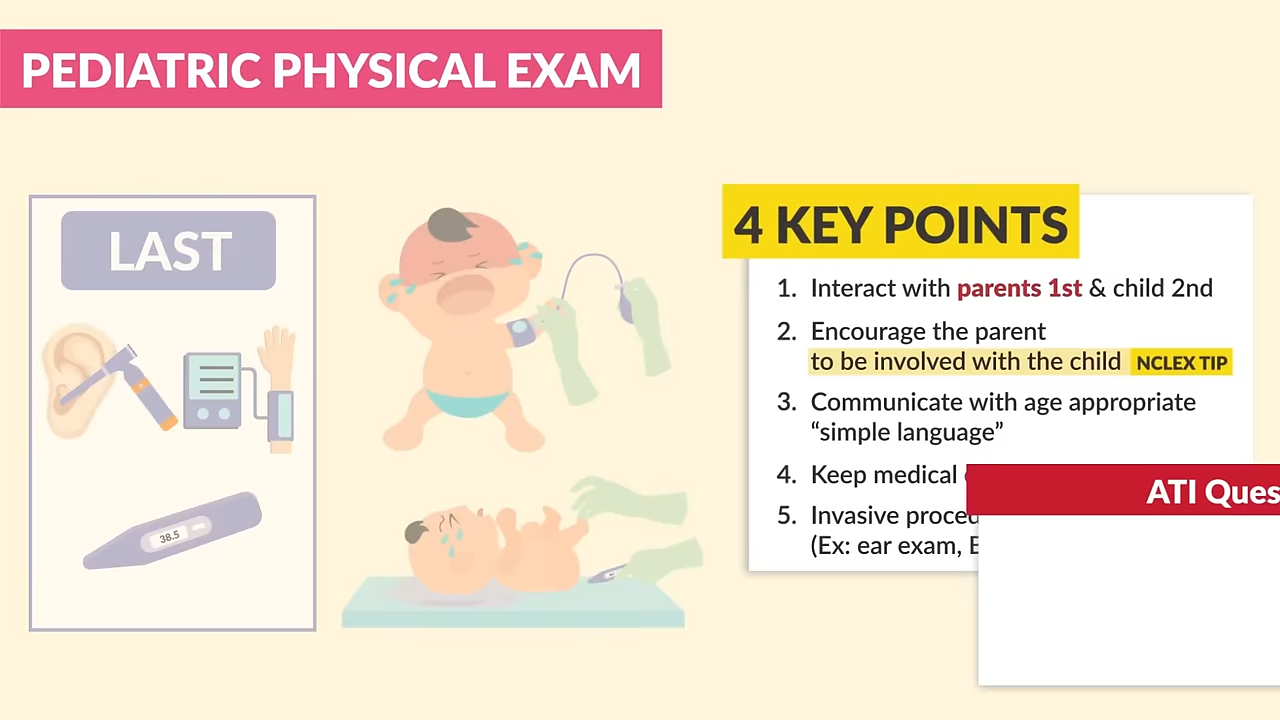 PEDIATRIC PHYSICAL EXAM
LAST
38.5
4 KEY POINTS
1. Interact with parents 1st & child 2nd
2. Encourage the parent
to be involved with the child NCLEX TIP
3. Communicate with age appropriate
“simple language”
4. Keep medical
5. Invasive
(Ex: ear exam,
ATI